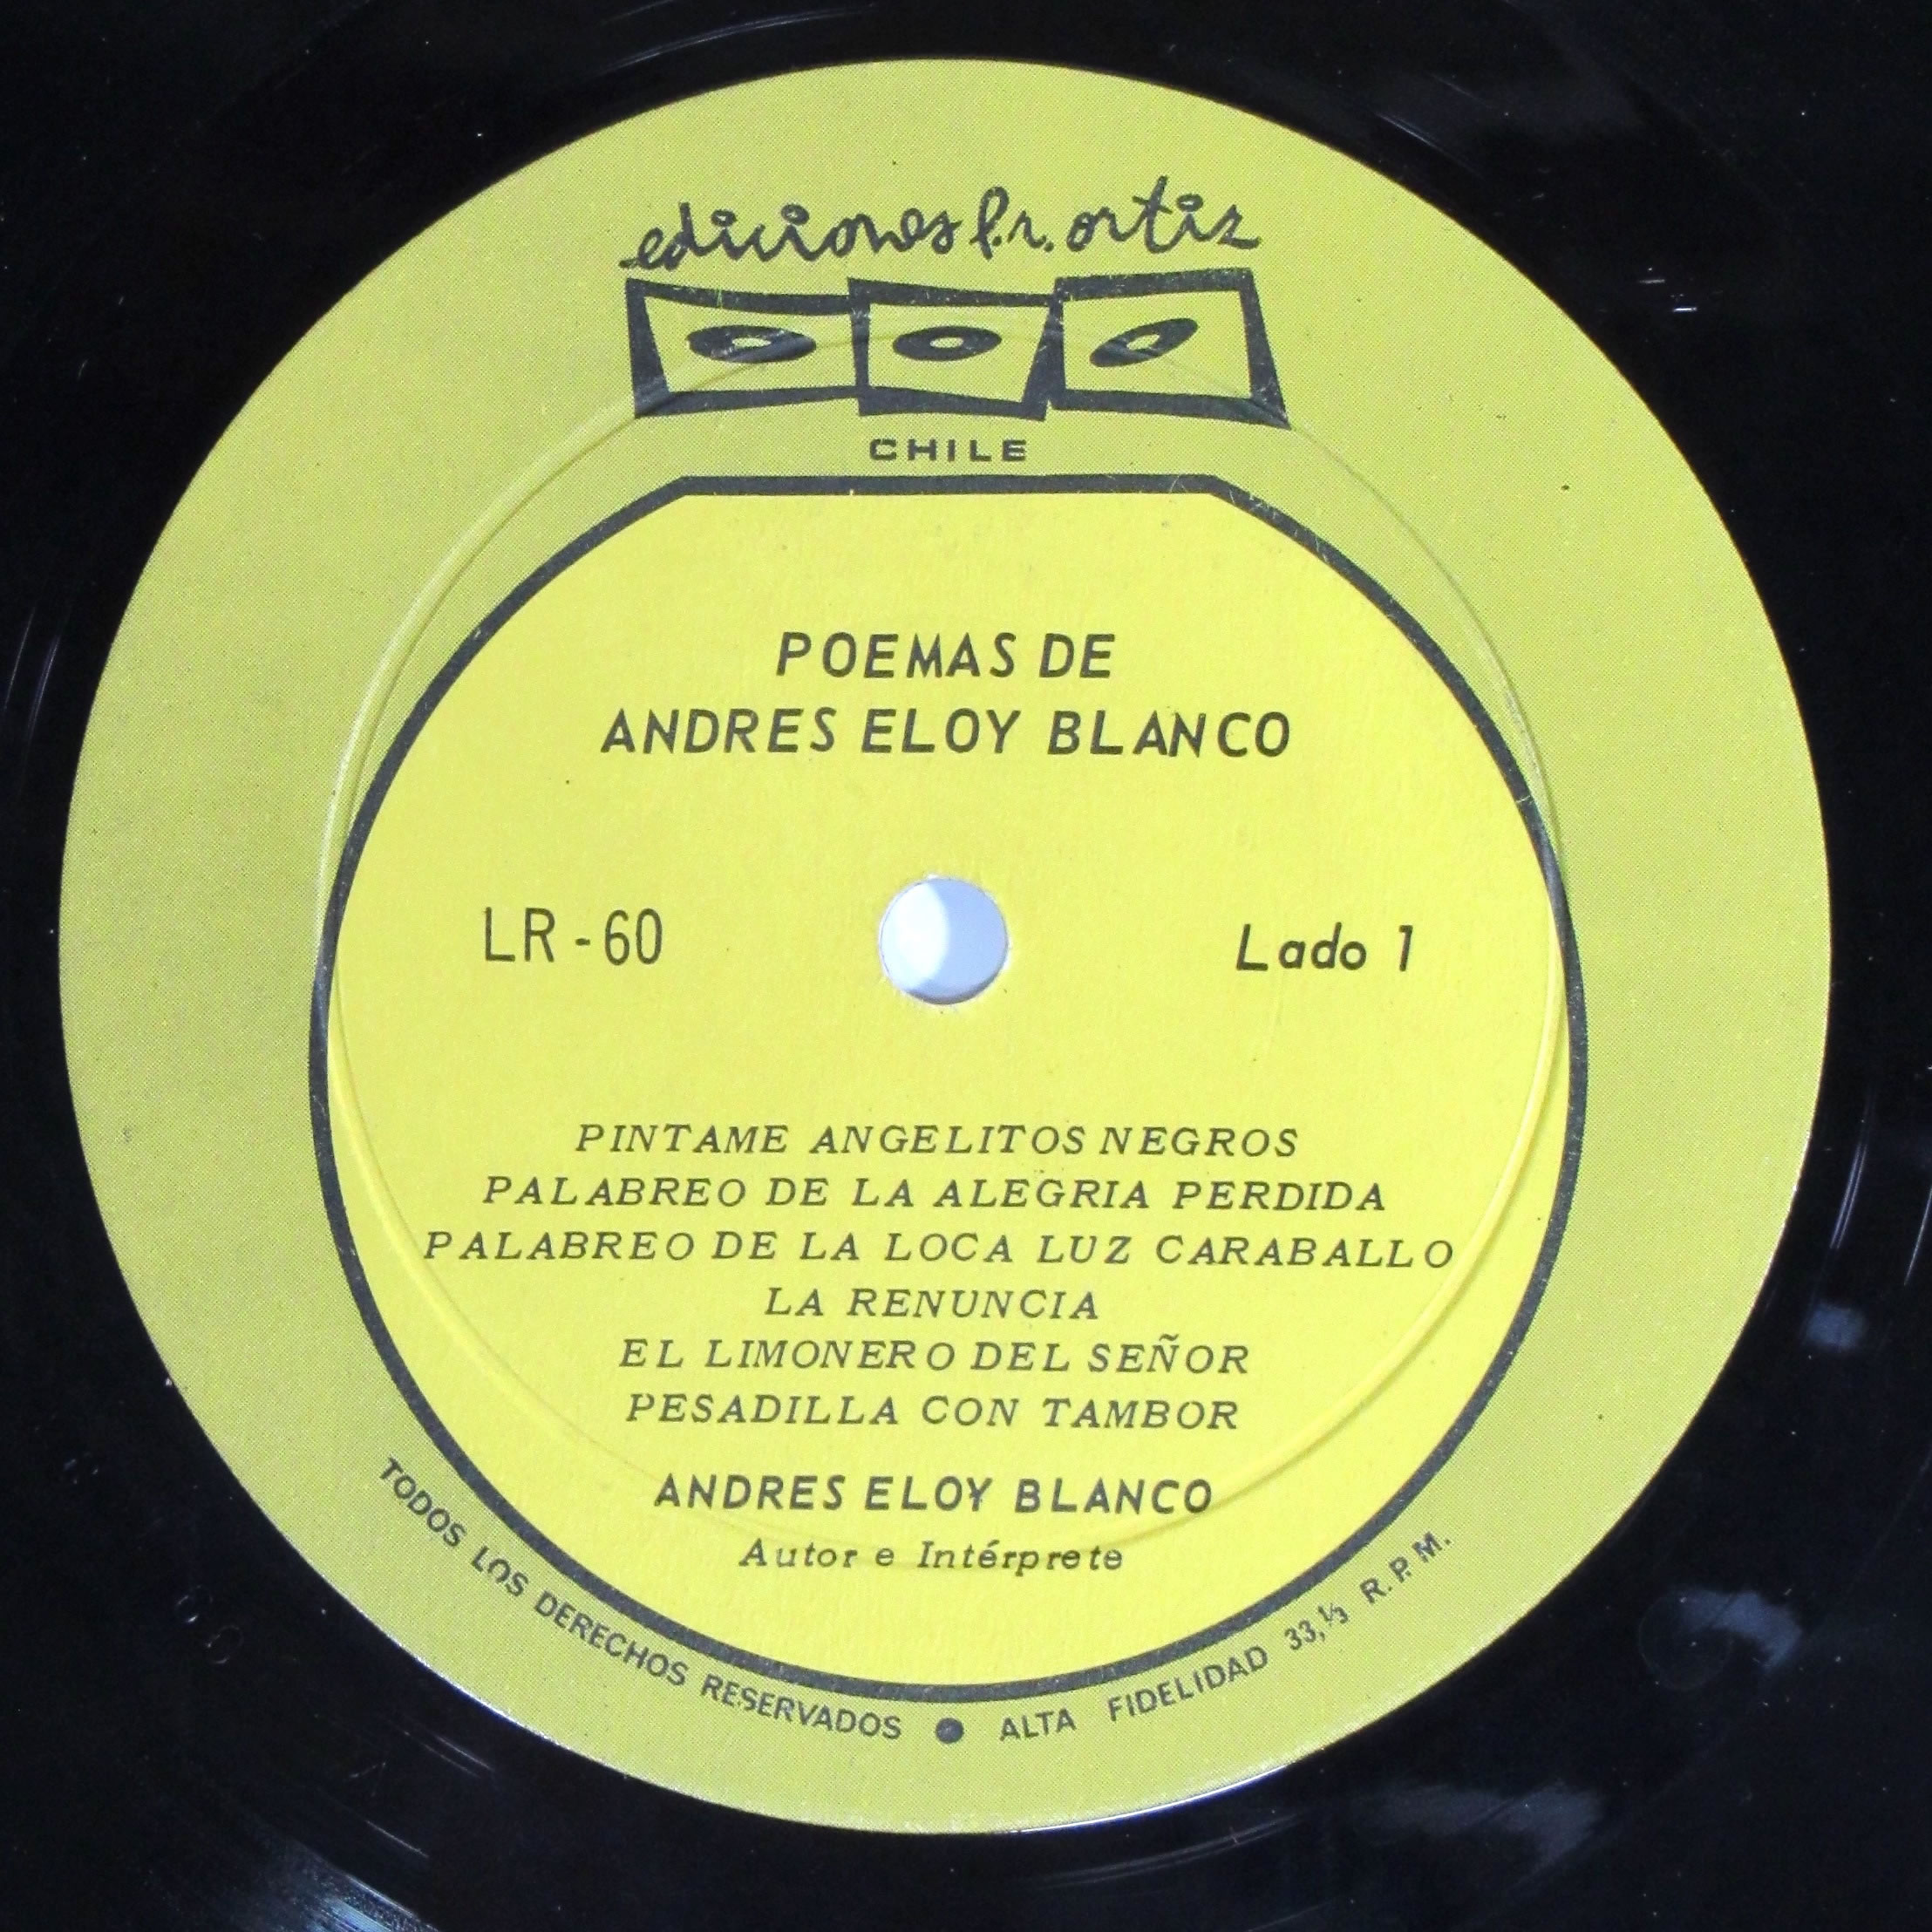 ediciones l.r. ortiz
CHILE
POEMAS DE
ANDRES ELOY BLANCO
LR - 60
Lado 1
PINTAME ANGELITOS NEGROS
PALABREO DE LA ALEGRIA PERDIDA
PALABREO DE LA LOCA LUZ CARABALLO
LA RENUNCIA
EL LIMONERO DEL SEÑOR
PESADILLA CON TAMBOR
ANDRES ELOY BLANCO
Autor e Intérprete
TODOS LOS DERECHOS RESERVADOS ● ALTA FIDELIDAD 33,⅓ R.P.M.